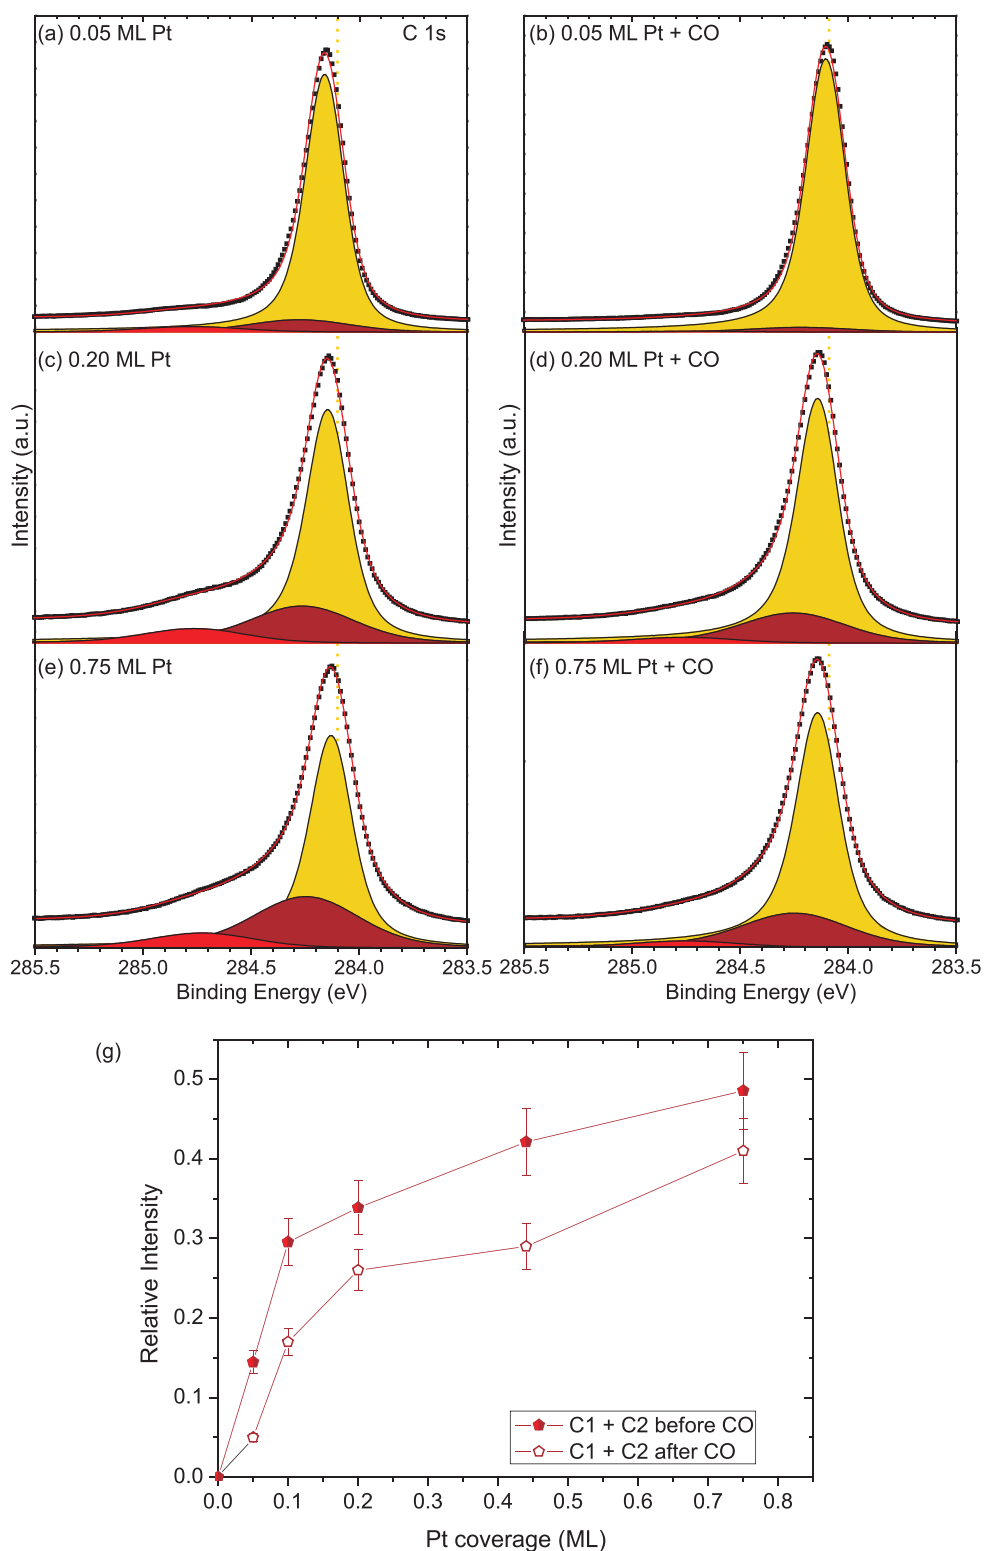 (a) 0.05 ML Pt
C 1s
(b) 0.05 ML Pt + CO
(c) 0.20 ML Pt
(d) 0.20 ML Pt + CO
(e) 0.75 ML Pt
(f) 0.75 ML Pt + CO
Intensity (a.u.)
Intensity (a.u.)
285.5 285.0 284.4 284.0 283.5
285.5 285.0 284.4 284.0 283.5
Binding Energy (eV)
Binding Energy (eV)
(g)
0.5
0.4
0.3
0.2
0.1
0.0
Relative Intensity
C1 + C2 before CO
C1 + C2 after CO
0.0 0.1 0.2 0.3 0.4 0.5 0.6 0.7 0.8
Pt coverage (ML)